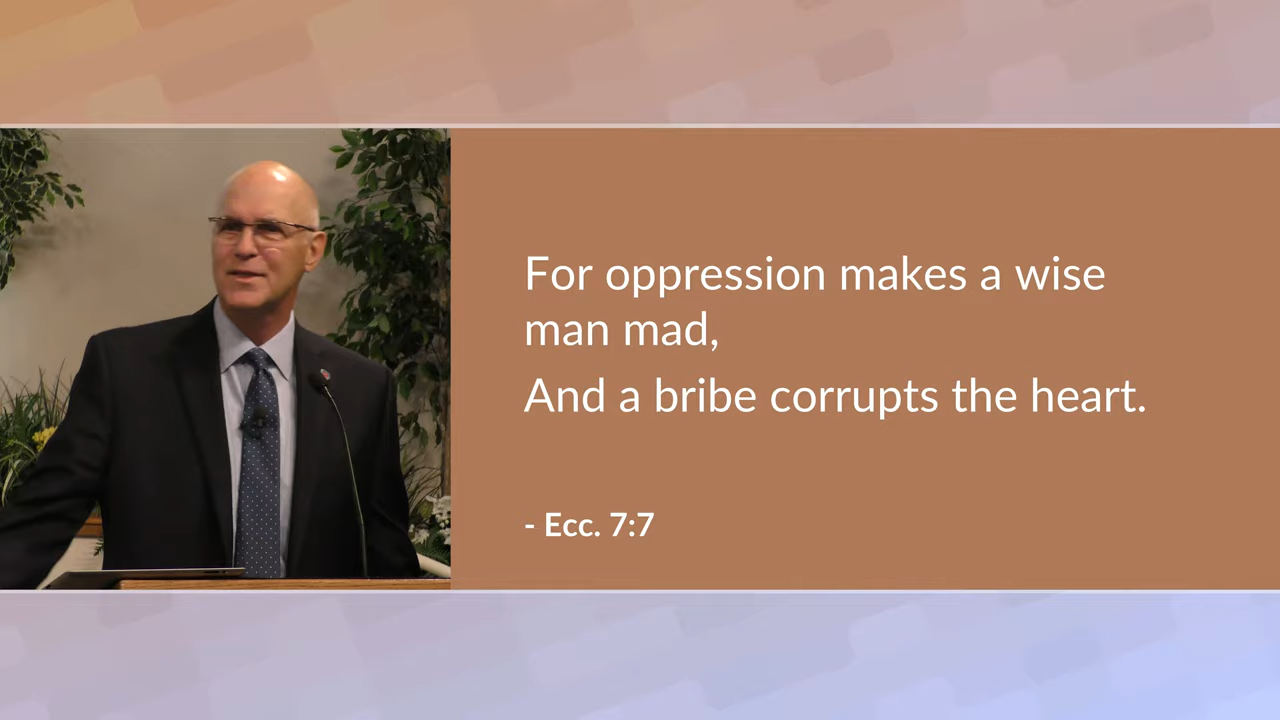 For oppression makes a wise
man mad,
And a bribe corrupts the heart.
- Ecc. 7:7